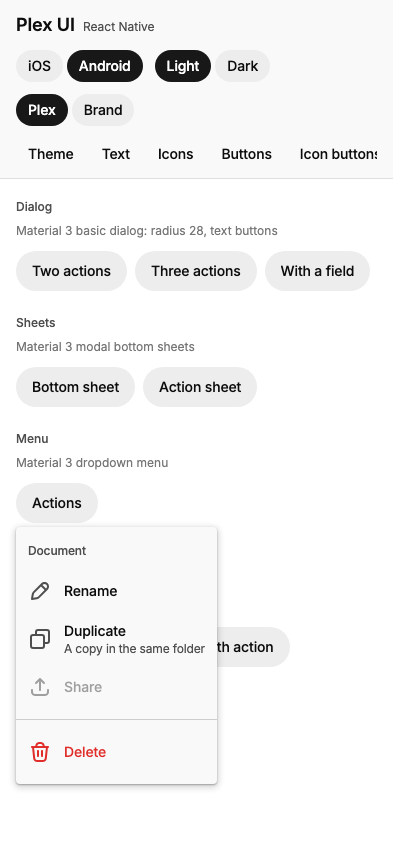 Plex UI React Native
iOS Android Light Dark
Plex Brand
Theme Text Icons Buttons Icon buttons
Dialog
Material 3 basic dialog: radius 28, text buttons
Two actions Three actions With a field
Sheets
Material 3 modal bottom sheets
Bottom sheet Action sheet
Menu
Material 3 dropdown menu
Actions
Document
Rename
Duplicate
A copy in the same folder
action
Share
Delete